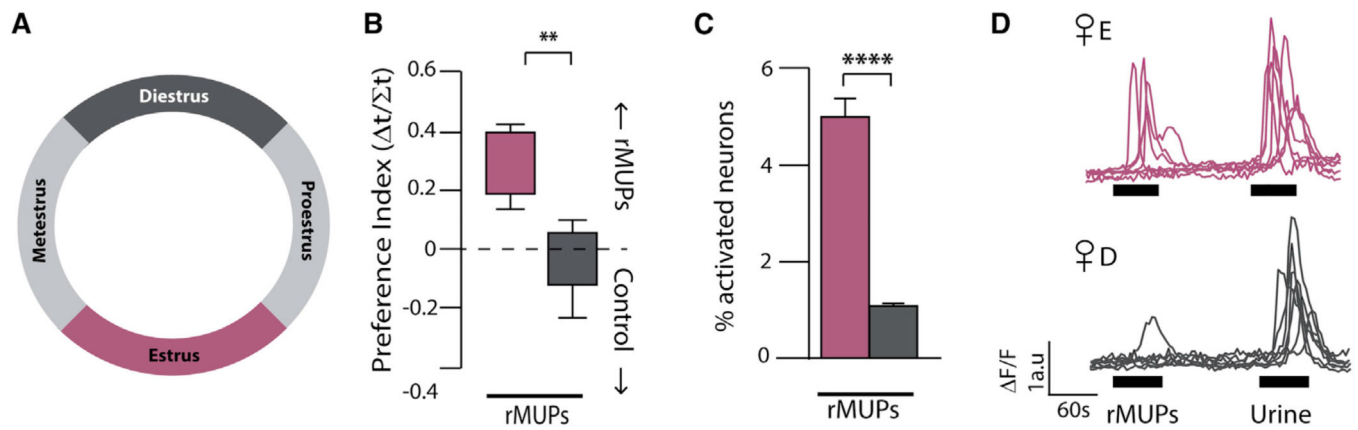 A
Diestrus
Proestrus
Metestrus
Estrus
B
**
Preference Index (Δt/Σt)
0.6
0.4
0.2
0
-0.2
-0.4
← Control rMUPs →
rMUPs
C
****
% activated neurons
6
4
2
0
rMUPs
D
♀E
♀D
ΔF/F
1a.u
60s
rMUPs
Urine